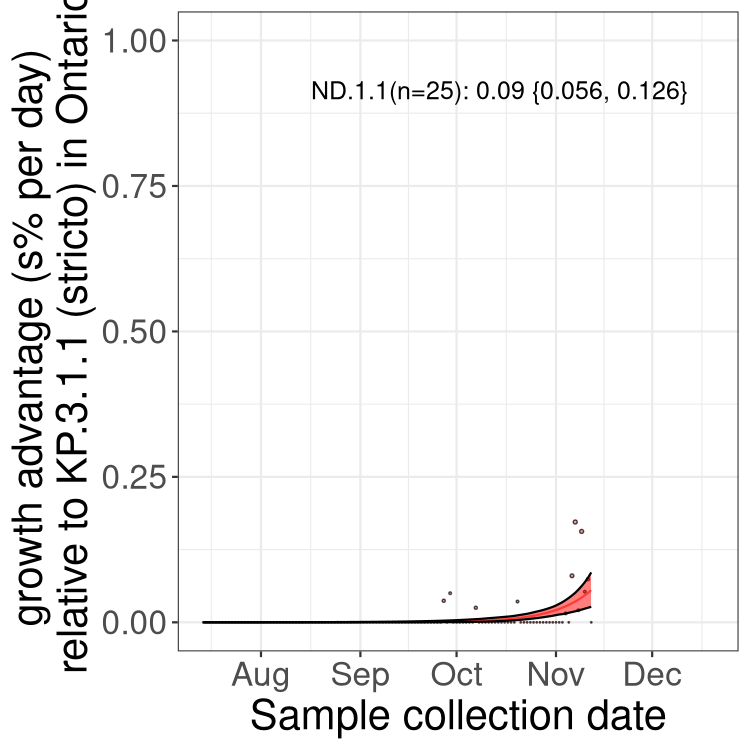 growth advantage (s% per day)
relative to KP.3.1.1 (stricto) in Ontario
1.00
0.75
0.50
0.25
0.00
ND.1.1(n=25): 0.09 {0.056, 0.126}
Aug Sep Oct Nov Dec
Sample collection date